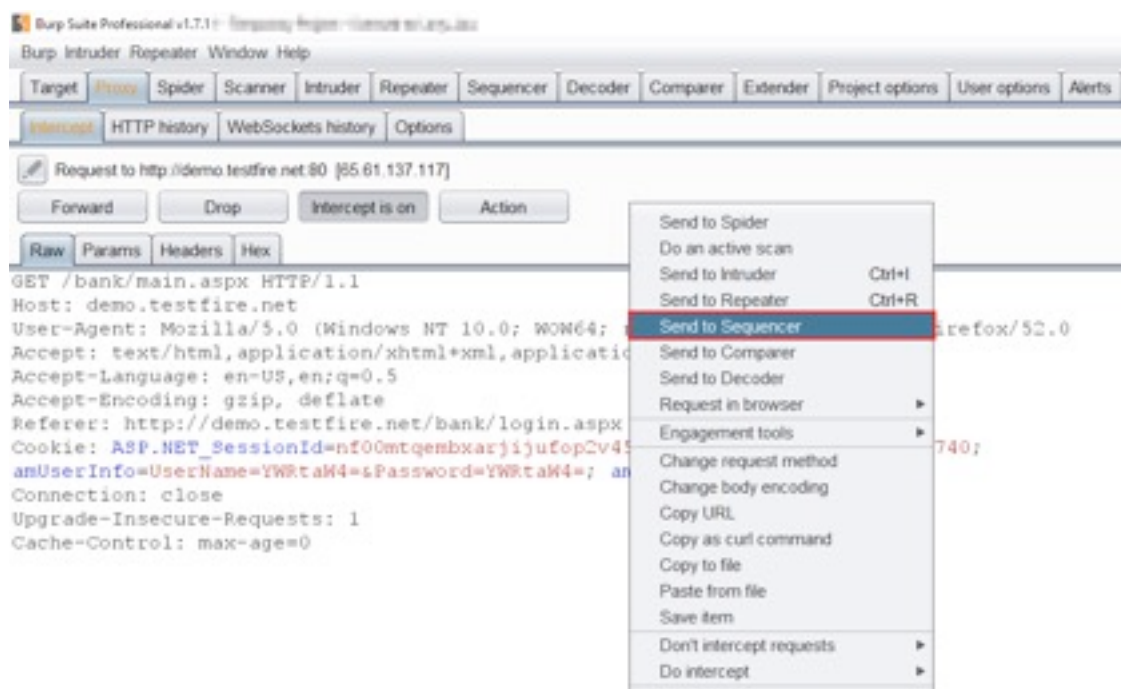 Burp Suite Professional v1.7.1
Burp Intruder Repeater Window Help
Target Proxy Spider Scanner Intruder Repeater Sequencer Decoder Comparer Extender Project options User options Alerts
Intercept HTTP history WebSockets history Options
Request to http://demo.testfire.net:80 [65.61.137.117]
Forward Drop Intercept is on Action
Raw Params Headers Hex
GET /bank/main.aspx HTTP/1.1
Host: demo.testfire.net
User-Agent: Mozilla/5.0 (Windows NT 10.0; WOW64; irefox/52.0
Accept: text/html,application/xhtml+xml,applicatio
Accept-Language: en-US,en;q=0.5
Accept-Encoding: gzip, deflate
Referer: http://demo.testfire.net/bank/login.aspx
Cookie: ASP.NET_SessionId=nf00mtqembxarjijufop2v45 740;
amUserInfo=UserName=YWRtaW4=&Password=YWRtaW4=; am
Connection: close
Upgrade-Insecure-Requests: 1
Cache-Control: max-age=0
Send to Spider
Do an active scan
Send to Intruder Ctrl+I
Send to Repeater Ctrl+R
Send to Sequencer
Send to Comparer
Send to Decoder
Request in browser
Engagement tools
Change request method
Change body encoding
Copy URL
Copy as curl command
Copy to file
Paste from file
Save item
Don't intercept requests
Do intercept